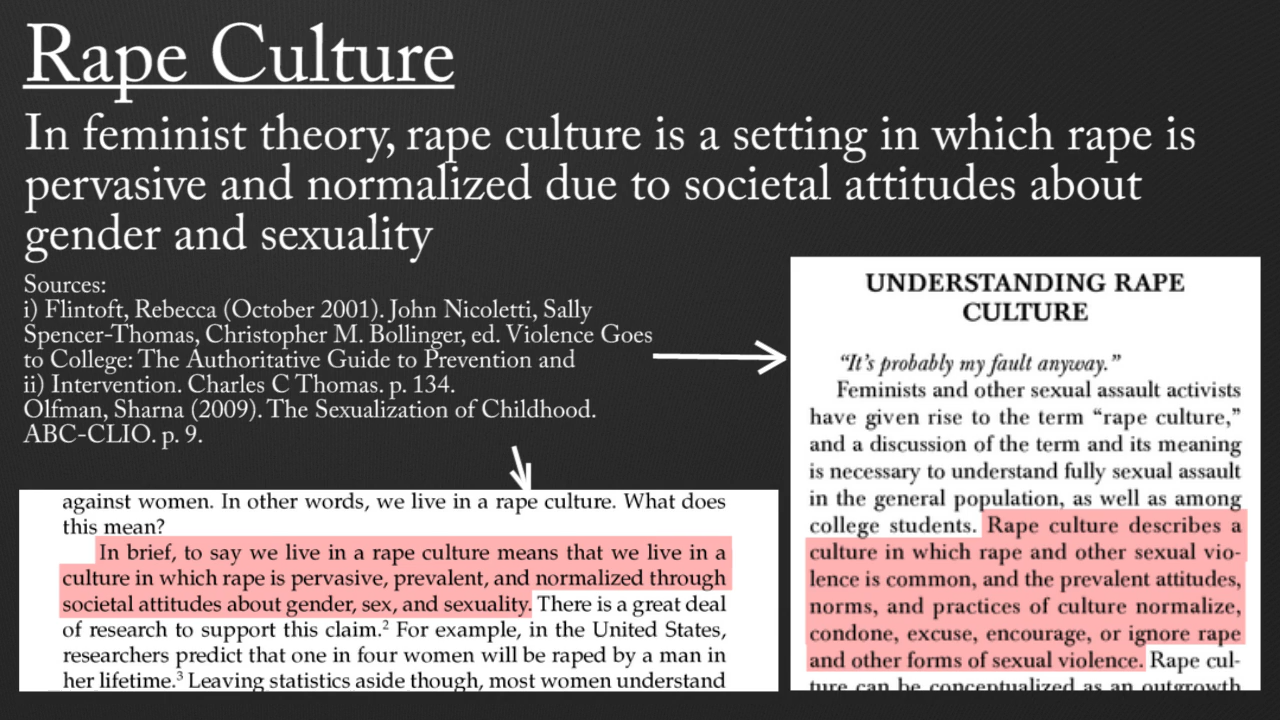 Rape Culture
In feminist theory, rape culture is a setting in which rape is
pervasive and normalized due to societal attitudes about
gender and sexuality
Sources:
i) Flintoft, Rebecca (October 2001). John Nicoletti, Sally
Spencer-Thomas, Christopher M. Bollinger, ed. Violence Goes
to College: The Authoritative Guide to Prevention and
ii) Intervention. Charles C Thomas. p. 134.
Olfman, Sharna (2009). The Sexualization of Childhood.
ABC-CLIO. p. 9.
against women. In other words, we live in a rape culture. What does
this mean?
In brief, to say we live in a rape culture means that we live in a
culture in which rape is pervasive, prevalent, and normalized through
societal attitudes about gender, sex, and sexuality. There is a great deal
of research to support this claim.² For example, in the United States,
researchers predict that one in four women will be raped by a man in
her lifetime.³ Leaving statistics aside though, most women understand
UNDERSTANDING RAPE
CULTURE
“It’s probably my fault anyway.”
Feminists and other sexual assault activists
have given rise to the term “rape culture,”
and a discussion of the term and its meaning
is necessary to understand fully sexual assault
in the general population, as well as among
college students. Rape culture describes a
culture in which rape and other sexual vio-
lence is common, and the prevalent attitudes,
norms, and practices of culture normalize,
condone, excuse, encourage, or ignore rape
and other forms of sexual violence. Rape cul-
ture can be conceptualized as an outgrowth